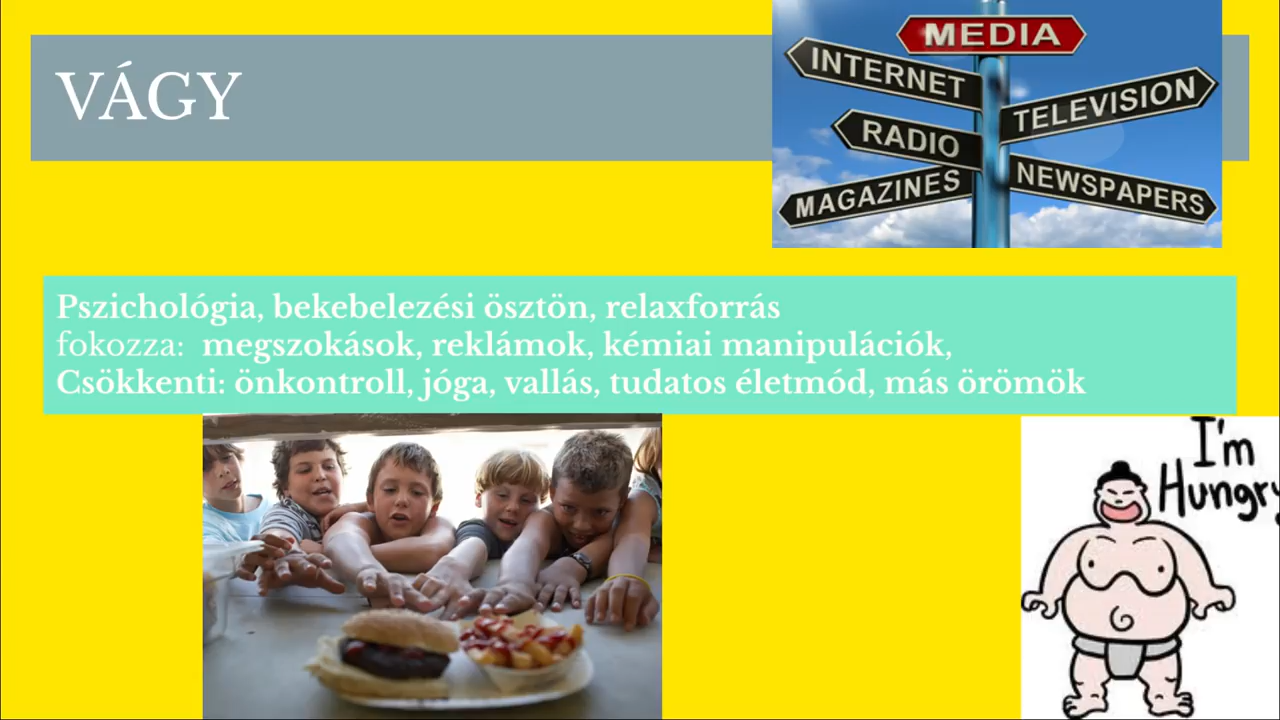 VÁGY
MEDIA
INTERNET
TELEVISION
RADIO
MAGAZINES
NEWSPAPERS
Pszichológia, bekebelezési ösztön, relaxforrás
fokozza: megszokások, reklámok, kémiai manipulációk,
Csökkenti: önkontroll, jóga, vallás, tudatos életmód, más örömök
I'm
Hungry